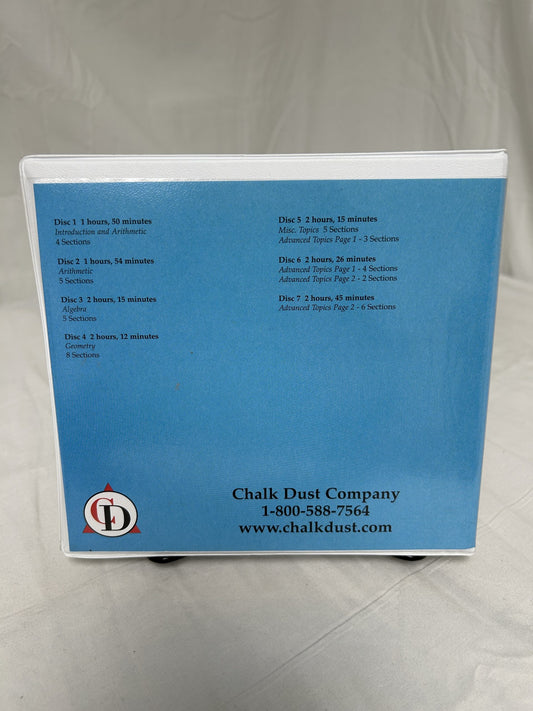 Disc 1 1 hours, 50 minutes
Introduction and Arithmetic
4 Sections
Disc 2 1 hours, 54 minutes
Arithmetic
5 Sections
Disc 3 2 hours, 15 minutes
Algebra
5 Sections
Disc 4 2 hours, 12 minutes
Geometry
8 Sections
Disc 5 2 hours, 15 minutes
Misc. Topics 5 Sections
Advanced Topics Page 1 - 3 Sections
Disc 6 2 hours, 26 minutes
Advanced Topics Page 1 - 4 Sections
Advanced Topics Page 2 - 2 Sections
Disc 7 2 hours, 45 minutes
Advanced Topics Page 2 - 6 Sections
CD
Chalk Dust Company
1-800-588-7564
www.chalkdust.com